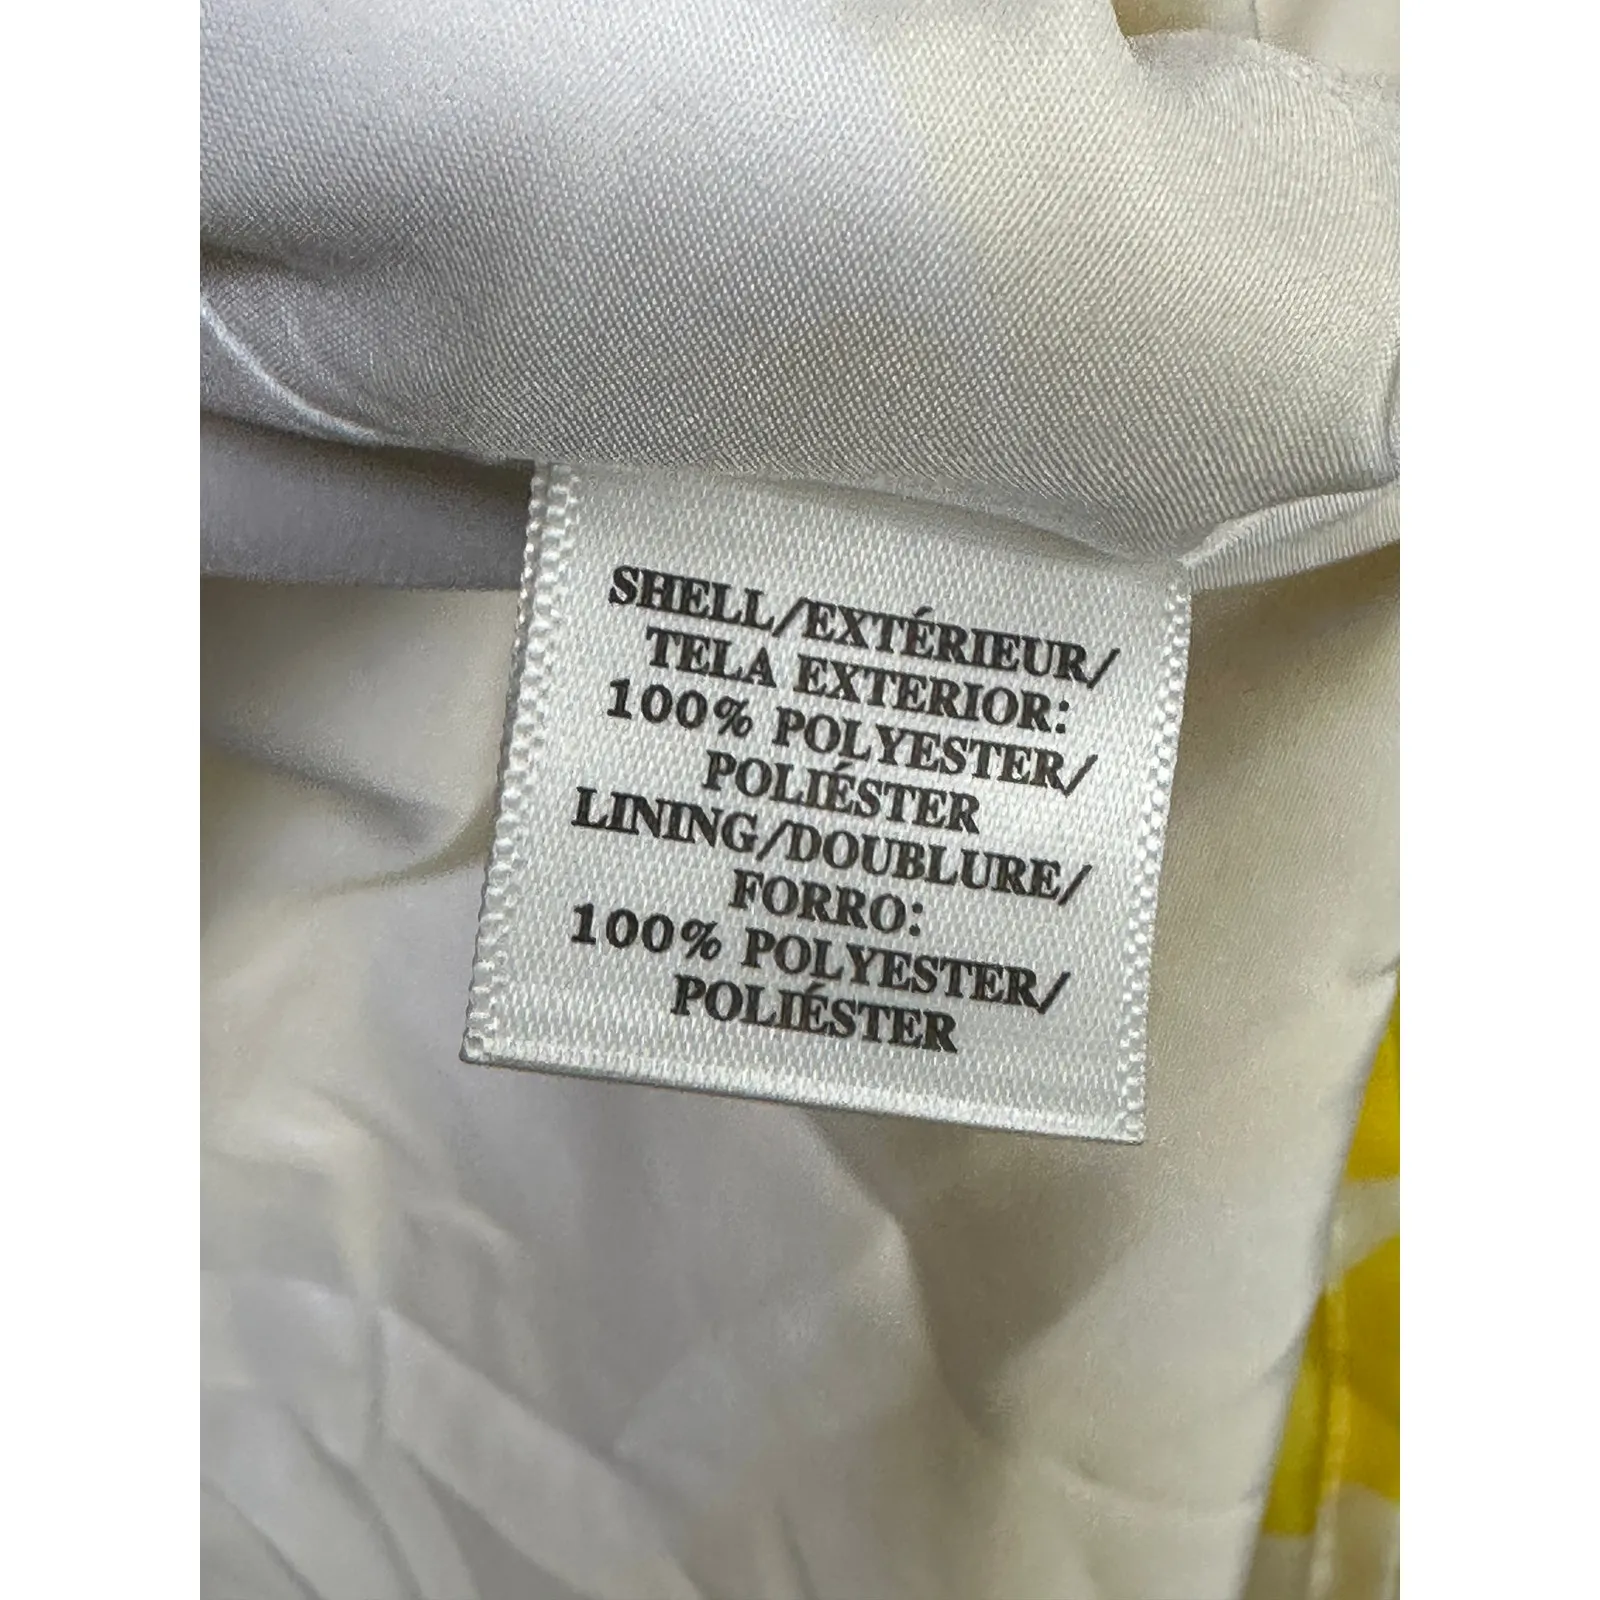 SHELL/EXTÉRIEUR/
TELA EXTERIOR:
100% POLYESTER/
POLIÉSTER
LINING/DOUBLURE/
FORRO:
100% POLYESTER/
POLIÉSTER